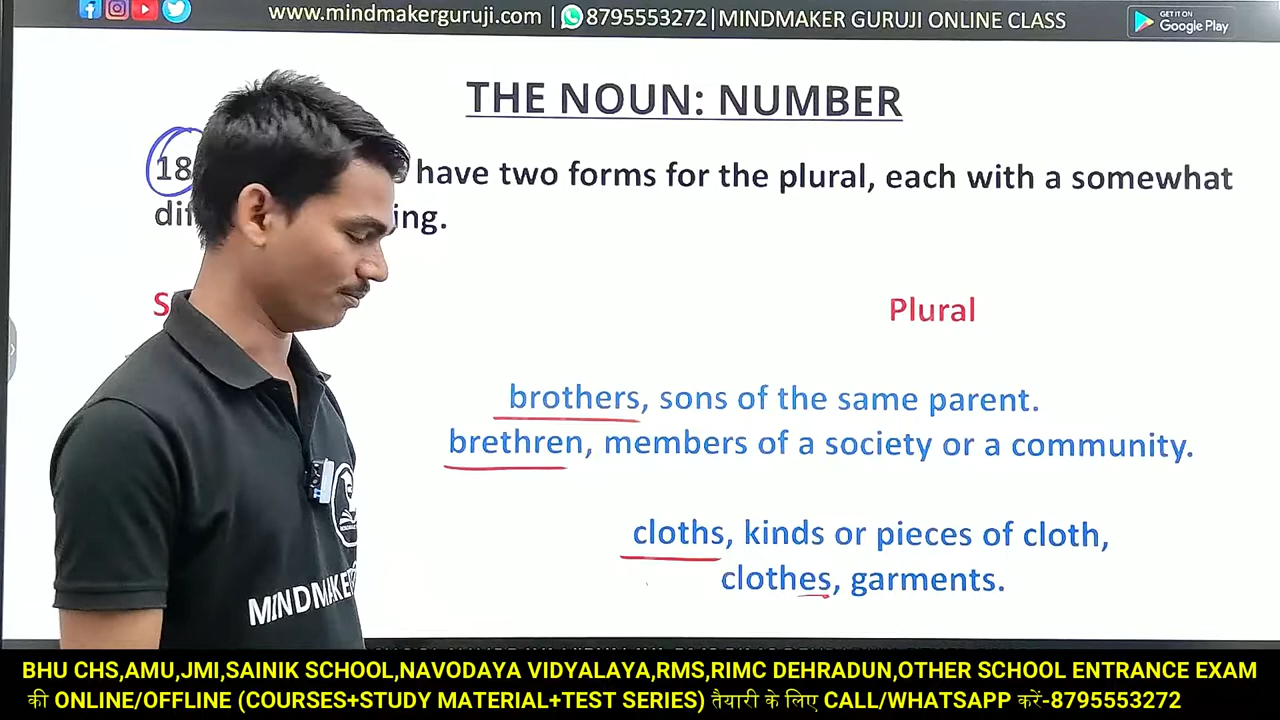 www.mindmakerguruji.com | 8795553272|MINDMAKER GURUJI ONLINE CLASS
GET IT ON
Google Play
THE NOUN: NUMBER
18 have two forms for the plural, each with a somewhat
Plural
brothers, sons of the same parent.
brethren, members of a society or a community.
cloths, kinds or pieces of cloth,
clothes, garments.
BHU CHS,AMU,JMI,SAINIK SCHOOL,NAVODAYA VIDYALAYA,RMS,RIMC DEHRADUN,OTHER SCHOOL ENTRANCE EXAM
की ONLINE/OFFLINE (COURSES+STUDY MATERIAL+TEST SERIES) तैयारी के लिए CALL/WHATSAPP करें-8795553272